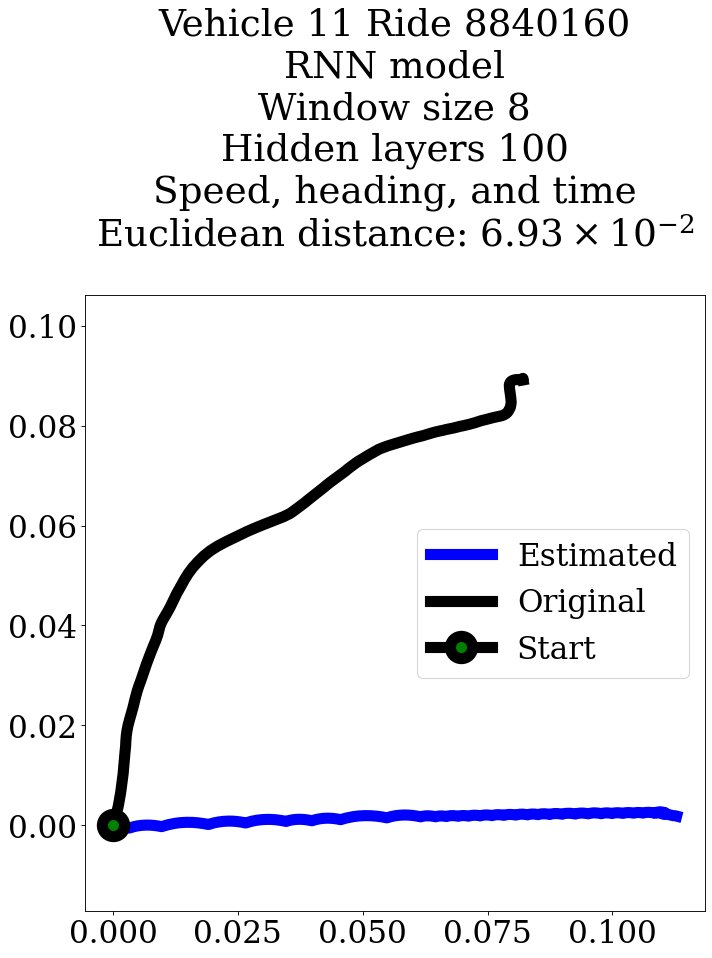 Vehicle 11 Ride 8840160
RNN model
Window size 8
Hidden layers 100
Speed, heading, and time
Euclidean distance: 6.93 × 10⁻²
0.10
0.08
0.06
0.04
0.02
0.00
Estimated
Original
Start
0.000 0.025 0.050 0.075 0.100